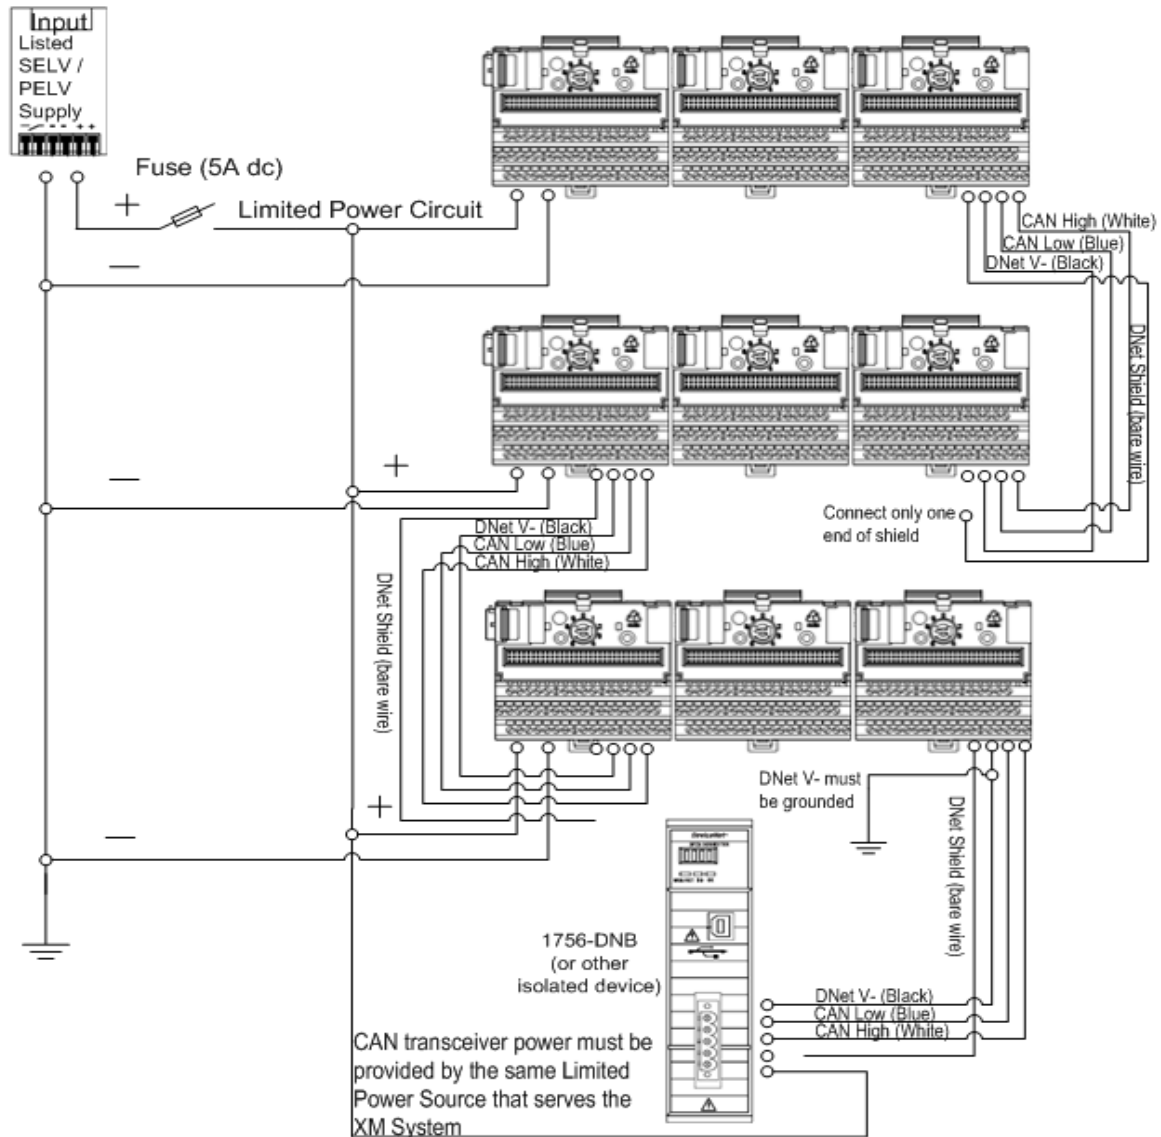 Input
Listed
SELV /
PELV
Supply
Fuse (5A dc)
+
Limited Power Circuit
—
CAN High (White)
CAN Low (Blue)
DNet V- (Black)
DNet Shield (bare wire)
+
—
DNet V- (Black)
CAN Low (Blue)
CAN High (White)
Connect only one
end of shield
DNet Shield (bare wire)
+
—
DNet V- must
be grounded
DNet Shield (bare wire)
DeviceNet
1756-DNB
(or other
isolated device)
DNet V- (Black)
CAN Low (Blue)
CAN High (White)
CAN transceiver power must be
provided by the same Limited
Power Source that serves the
XM System